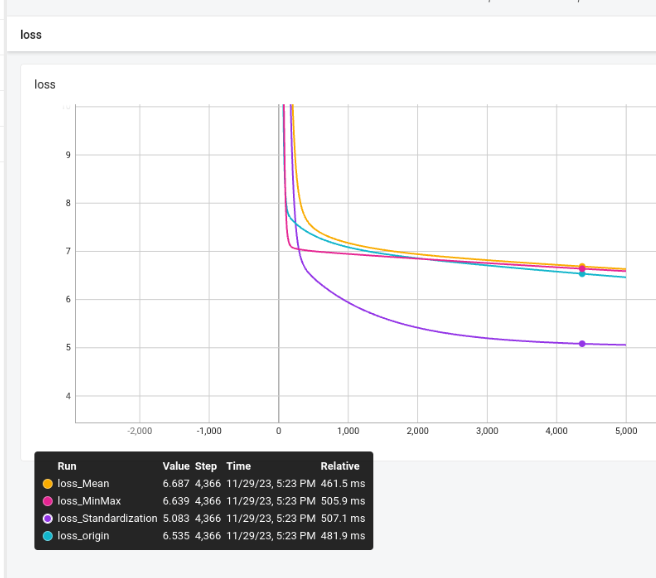 loss
loss
9
8
7
6
5
4
-2,000 -1,000 0 1,000 2,000 3,000 4,000 5,000
Run Value Step Time Relative
loss_Mean 6.687 4,366 11/29/23, 5:23 PM 461.5 ms
loss_MinMax 6.639 4,366 11/29/23, 5:23 PM 505.9 ms
loss_Standardization 5.083 4,366 11/29/23, 5:23 PM 507.1 ms
loss_origin 6.535 4,366 11/29/23, 5:23 PM 481.9 ms